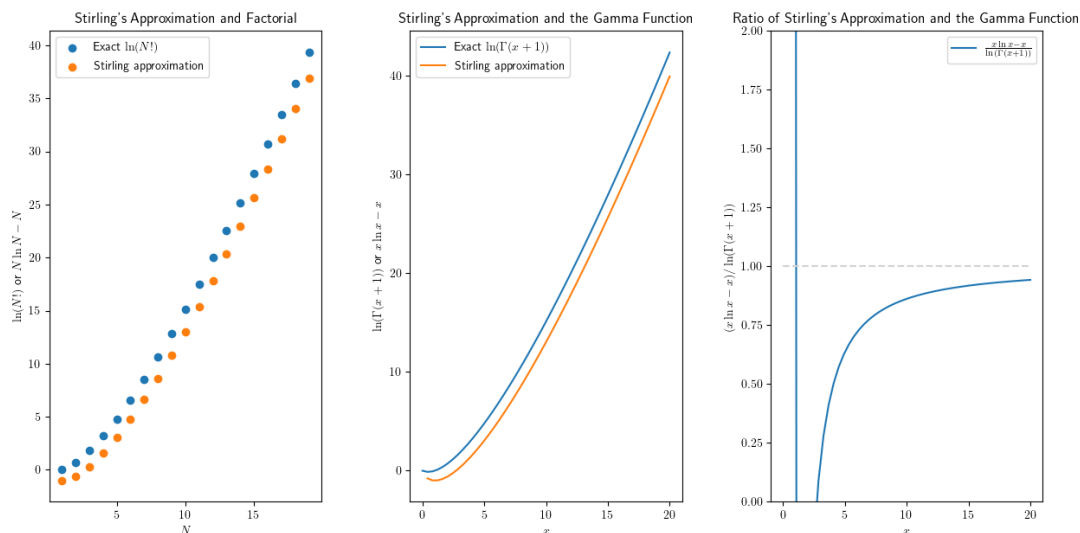 Stirling's Approximation and Factorial
Exact ln(N!)
Stirling approximation
ln(N!) or N ln N − N
40
35
30
25
20
15
10
5
0
5
10
15
N
Stirling's Approximation and the Gamma Function
Exact ln(Γ(x + 1))
Stirling approximation
ln(Γ(x + 1)) or x ln x − x
40
30
20
10
0
0
5
10
15
20
x
Ratio of Stirling's Approximation and the Gamma Function
x ln x−x
ln(Γ(x+1))
(x ln x − x)/ ln(Γ(x + 1))
2.00
1.75
1.50
1.25
1.00
0.75
0.50
0.25
0.00
0
5
10
15
20
x